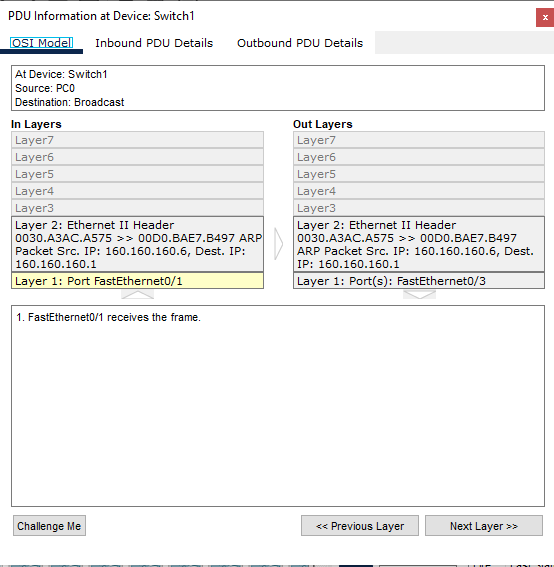 PDU Information at Device: Switch1
x
OSI Model Inbound PDU Details Outbound PDU Details
At Device: Switch1
Source: PC0
Destination: Broadcast
In Layers
Layer7
Layer6
Layer5
Layer4
Layer3
Layer 2: Ethernet II Header
0030.A3AC.A575 >> 00D0.BAE7.B497 ARP
Packet Src. IP: 160.160.160.6, Dest. IP:
160.160.160.1
Layer 1: Port FastEthernet0/1
Out Layers
Layer7
Layer6
Layer5
Layer4
Layer3
Layer 2: Ethernet II Header
0030.A3AC.A575 >> 00D0.BAE7.B497
ARP Packet Src. IP: 160.160.160.6, Dest.
IP: 160.160.160.1
Layer 1: Port(s): FastEthernet0/3
1. FastEthernet0/1 receives the frame.
Challenge Me
<< Previous Layer
Next Layer >>